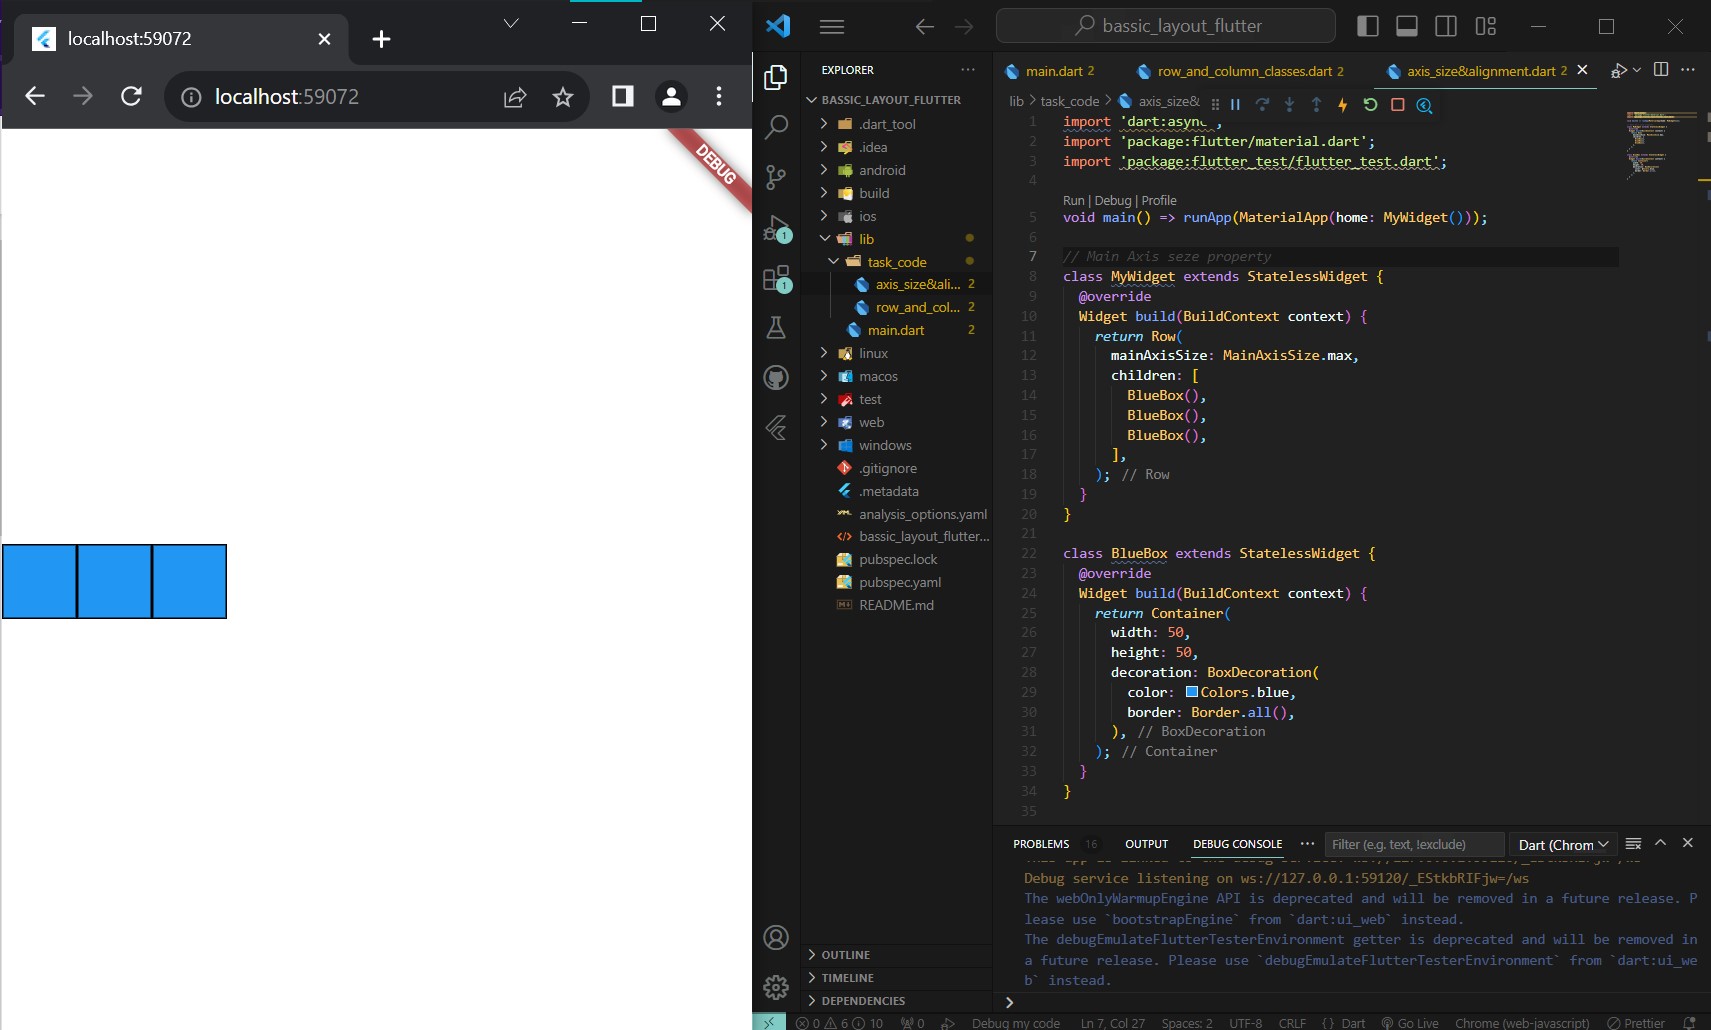 localhost:59072
localhost:59072
DEBUG
bassic_layout_flutter
EXPLORER
BASSIC_LAYOUT_FLUTTER
.dart_tool
.idea
android
build
ios
lib
task_code
axis_size&ali... 2
row_and_col... 2
main.dart 2
linux
macos
test
web
windows
.gitignore
.metadata
analysis_options.yaml
bassic_layout_flutter...
pubspec.lock
pubspec.yaml
README.md
OUTLINE
TIMELINE
DEPENDENCIES
1
1
main.dart 2
row_and_column_classes.dart 2
axis_size&alignment.dart 2
lib > task_code > axis_size&
1 import 'dart:async';
2 import 'package:flutter/material.dart';
3 import 'package:flutter_test/flutter_test.dart';
4
Run | Debug | Profile
5 void main() => runApp(MaterialApp(home: MyWidget()));
6
7 // Main Axis seze property
8 class MyWidget extends StatelessWidget {
9 @override
10 Widget build(BuildContext context) {
11 return Row(
12 mainAxisSize: MainAxisSize.max,
13 children: [
14 BlueBox(),
15 BlueBox(),
16 BlueBox(),
17 ],
18 ); // Row
19 }
20 }
21
22 class BlueBox extends StatelessWidget {
23 @override
24 Widget build(BuildContext context) {
25 return Container(
26 width: 50,
27 height: 50,
28 decoration: BoxDecoration(
29 color: Colors.blue,
30 border: Border.all(),
31 ), // BoxDecoration
32 ); // Container
33 }
34 }
35
PROBLEMS 16 OUTPUT DEBUG CONSOLE ... Filter (e.g. text, !exclude) Dart (Chrom
Debug service listening on ws://127.0.0.1:59120/_EStkbRIFjw=/ws
The webOnlyWarmupEngine API is deprecated and will be removed in a future release. P
lease use `bootstrapEngine` from `dart:ui_web` instead.
The debugEmulateFlutterTesterEnvironment getter is deprecated and will be removed in
a future release. Please use `debugEmulateFlutterTesterEnvironment` from `dart:ui_we
b` instead.
>
0 6 10 0 Debug my code Ln 7, Col 27 Spaces: 2 UTF-8 CRLF {} Dart Go Live Chrome (web-javascript) Prettier